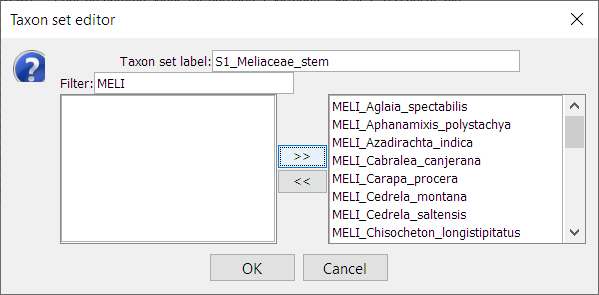 Taxon set editor
Taxon set label: S1_Meliaceae_stem
Filter: MELI
MELI_Aglaia_spectabilis
MELI_Aphanamixis_polystachya
MELI_Azadirachta_indica
>>
MELI_Cabralea_canjerana
<<
MELI_Carapa_procera
MELI_Cedrela_montana
MELI_Cedrela_saltensis
MELI_Chisocheton_longistipitatus
OK
Cancel